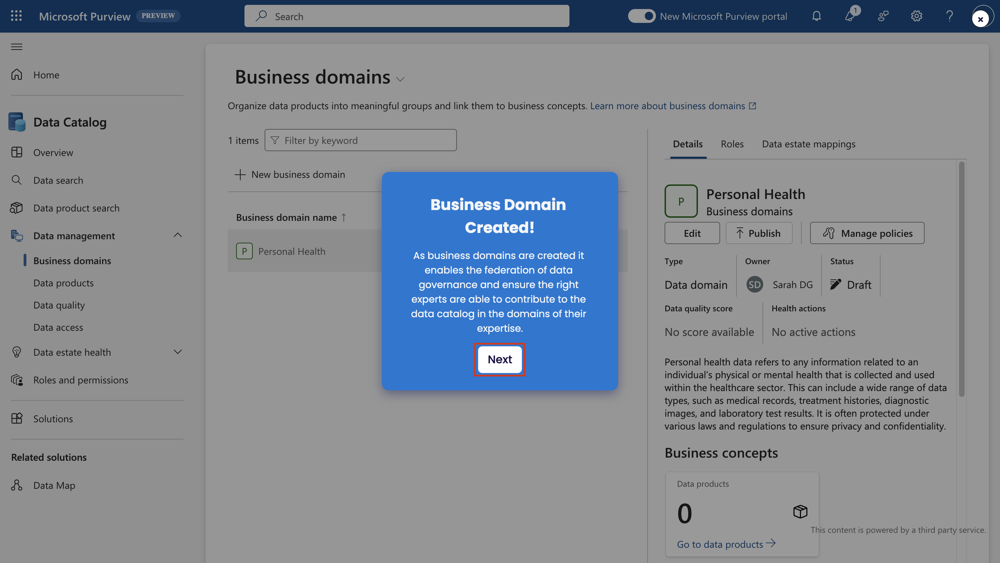 Microsoft Purview PREVIEW
Search
New Microsoft Purview portal
1
Home
Data Catalog
Overview
Data search
Data product search
Data management
Business domains
Data products
Data quality
Data access
Data estate health
Roles and permissions
Solutions
Related solutions
Data Map
Business domains
Organize data products into meaningful groups and link them to business concepts. Learn more about business domains
1 items
Filter by keyword
New business domain
Business domain name ↑
P Personal Health
Business Domain
Created!
As business domains are created it
enables the federation of data
governance and ensure the right
experts are able to contribute to the
data catalog in the domains of their
expertise.
Next
Details Roles Data estate mappings
P
Personal Health
Business domains
Edit Publish Manage policies
Type Owner Status
Data domain SD Sarah DG Draft
Data quality score Health actions
No score available No active actions
Personal health data refers to any information related to an
individual's physical or mental health that is collected and used
within the healthcare sector. This can include a wide range of data
types, such as medical records, treatment histories, diagnostic
images, and laboratory test results. It is often protected under
various laws and regulations to ensure privacy and confidentiality.
Business concepts
Data products
0
Go to data products →
This content is powered by a third party service.